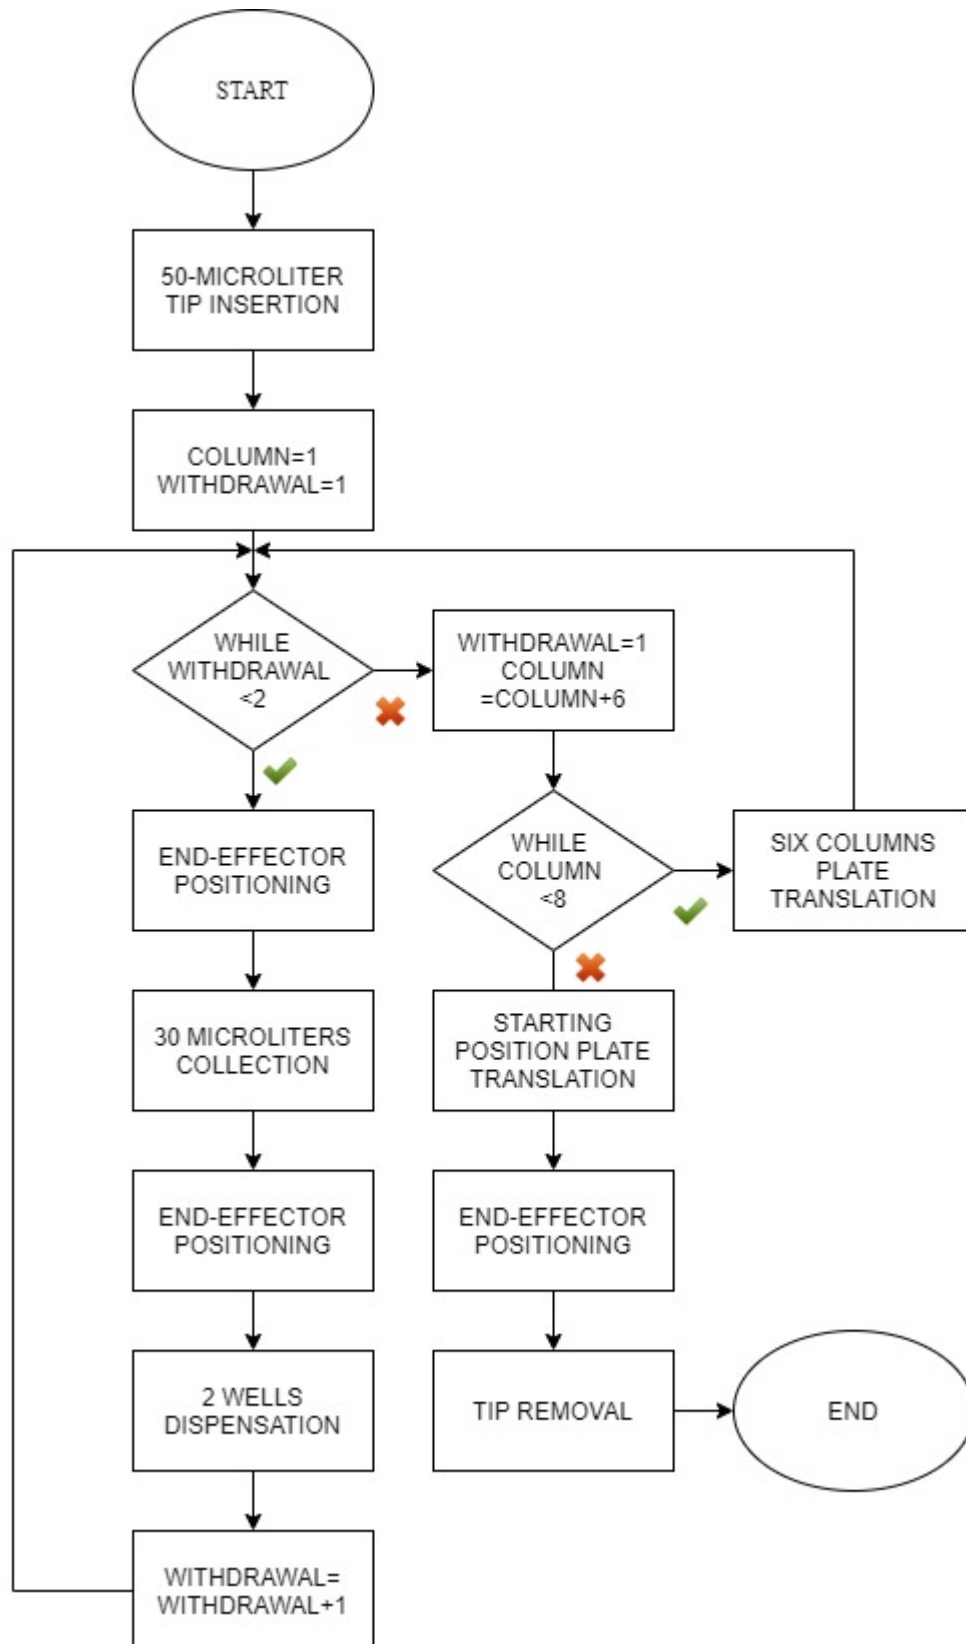 START
50-MICROLITER
TIP INSERTION
COLUMN=1
WITHDRAWAL=1
WHILE
WITHDRAWAL
<2
WITHDRAWAL=1
COLUMN
=COLUMN+6
END-EFFECTOR
POSITIONING
WHILE
COLUMN
<8
SIX COLUMNS
PLATE
TRANSLATION
30 MICROLITERS
COLLECTION
STARTING
POSITION PLATE
TRANSLATION
END-EFFECTOR
POSITIONING
END-EFFECTOR
POSITIONING
2 WELLS
DISPENSATION
TIP REMOVAL
END
WITHDRAWAL=
WITHDRAWAL+1